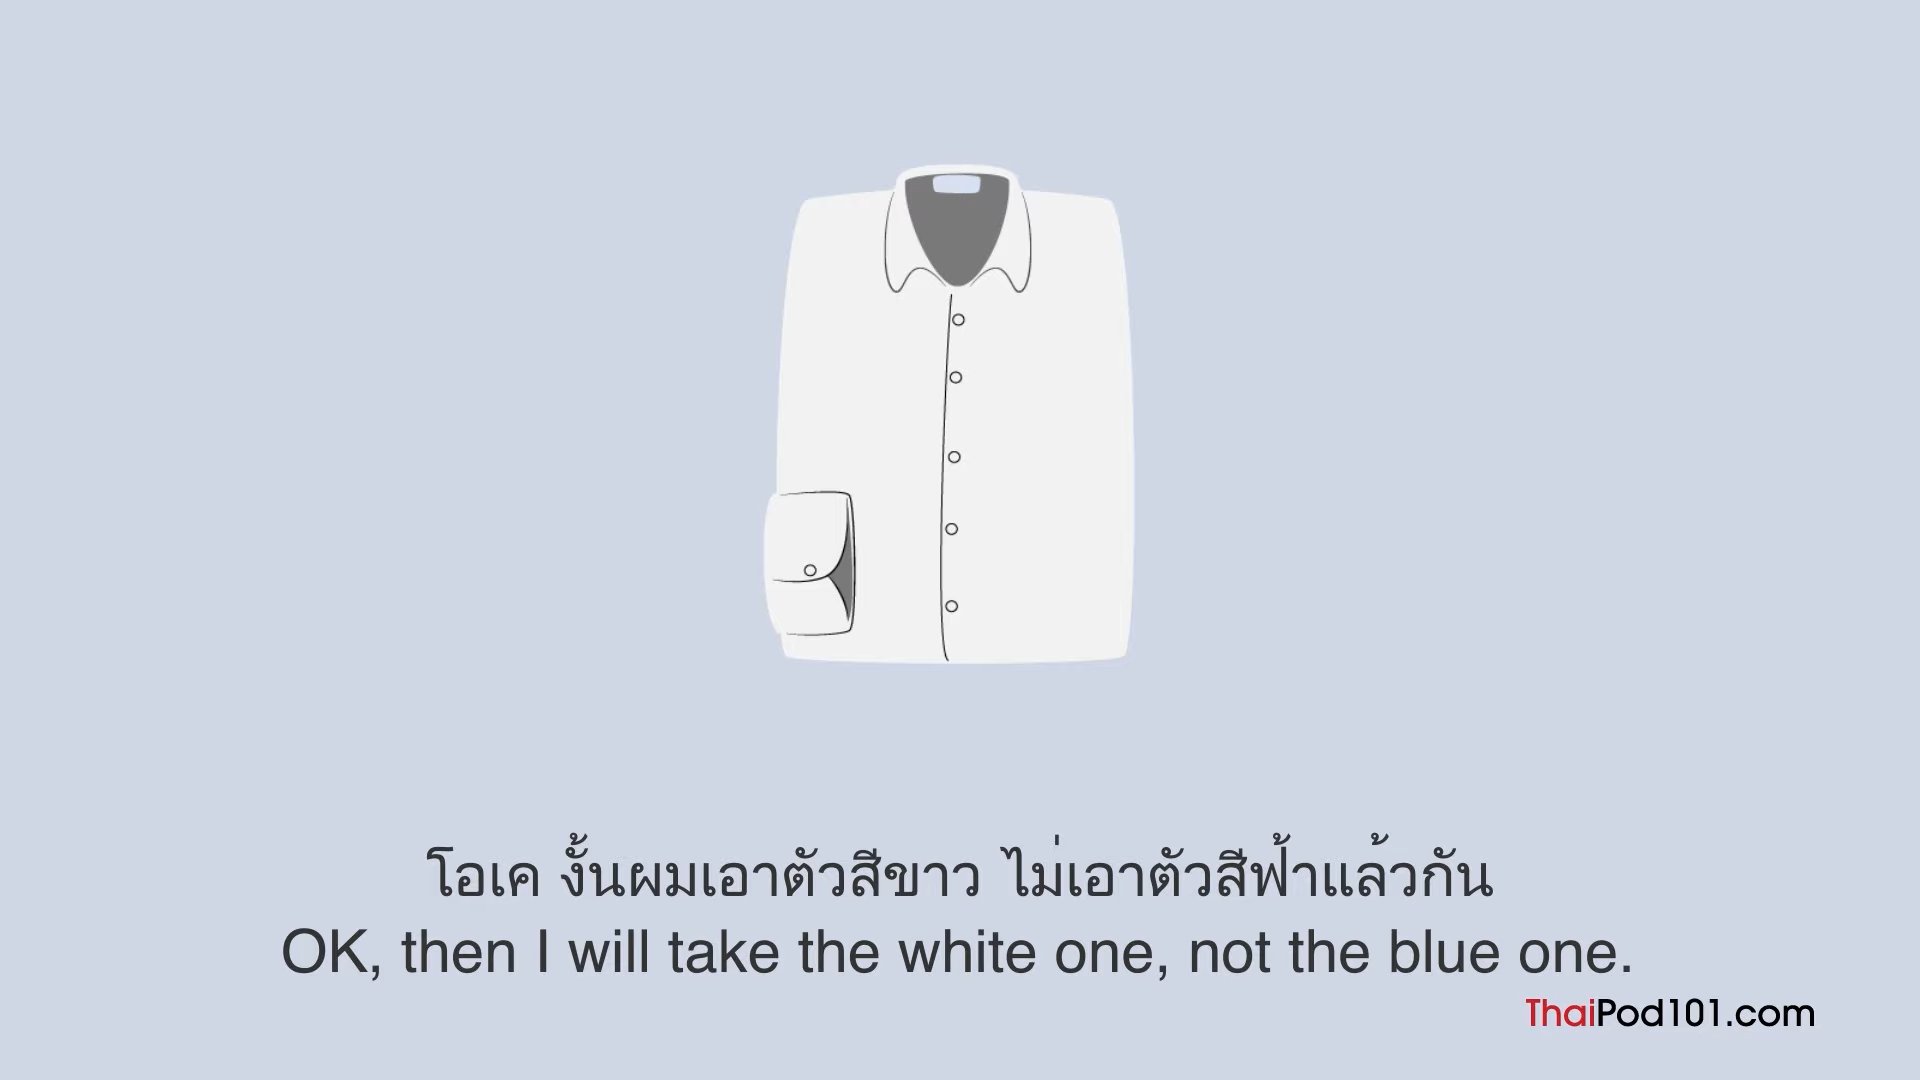 โอเค งั้นผมเอาตัวสีขาว ไม่เอาตัวสีฟ้าแล้วกัน
OK, then I will take the white one, not the blue one.
ThaiPod101.com